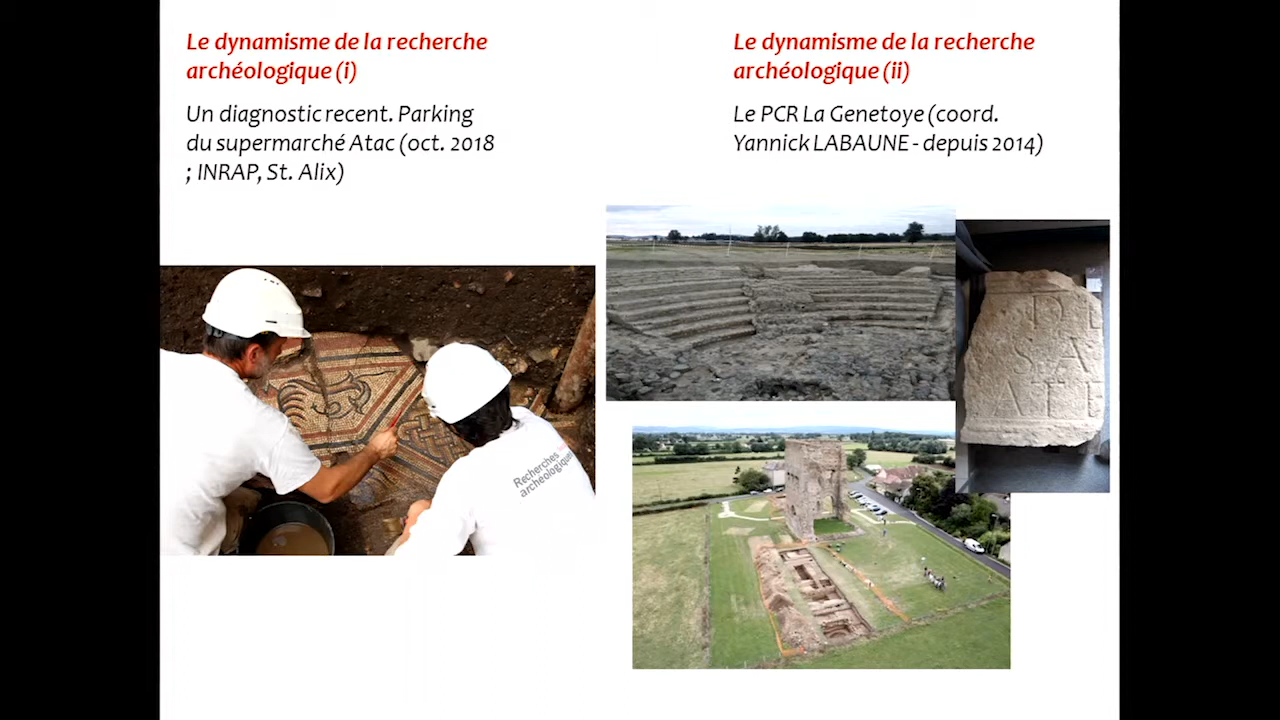 Le dynamisme de la recherche
archéologique (i)
Un diagnostic recent. Parking
du supermarché Atac (oct. 2018
; INRAP, St. Alix)
Le dynamisme de la recherche
archéologique (ii)
Le PCR La Genetoye (coord.
Yannick LABAUNE - depuis 2014)
Recherches
archéologiques
D
S A
A T E